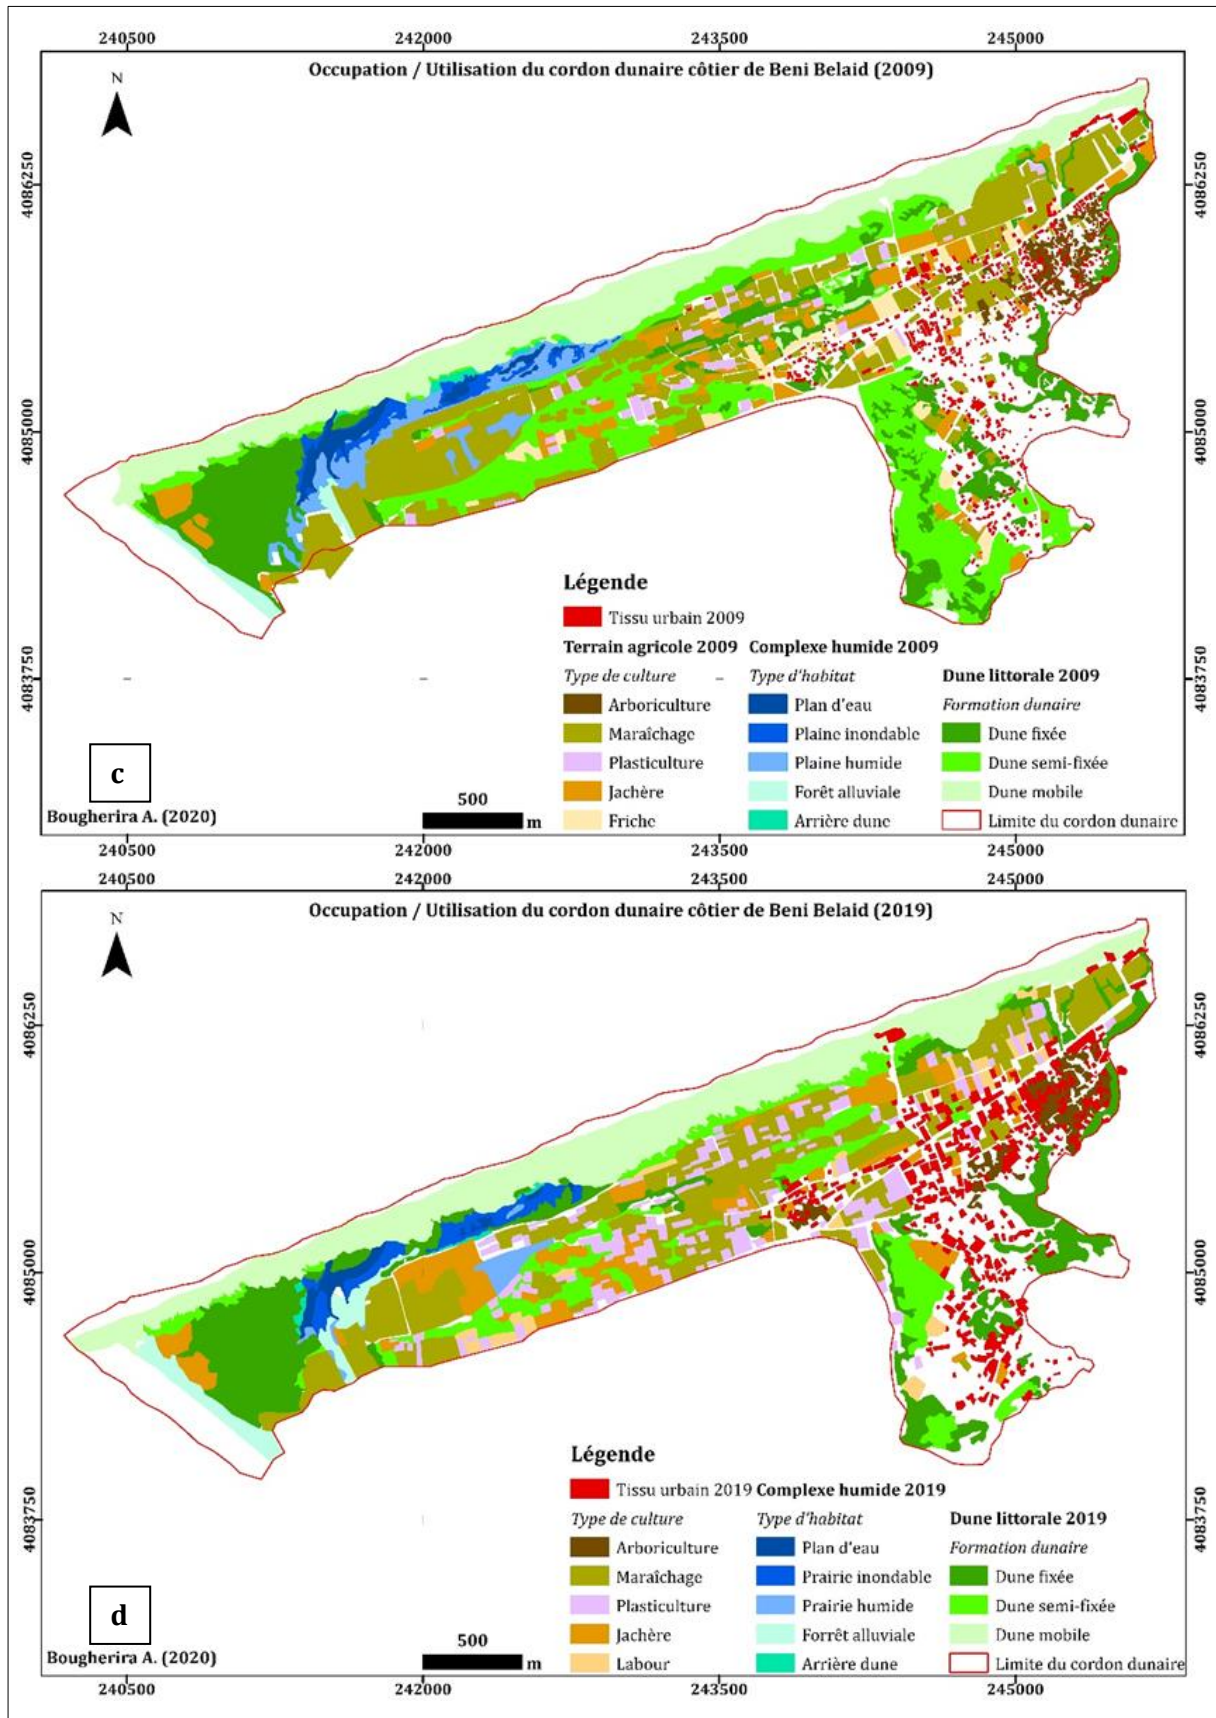 240500 242000 243500 245000
Occupation / Utilisation du cordon dunaire côtier de Beni Belaid (2009)
N
4086250 4086250
4085000 4085000
4083750 4083750
Légende
Tissu urbain 2009
Terrain agricole 2009 Complexe humide 2009
Type de culture Type d'habitat Dune littorale 2009
Arboriculture Plan d'eau Formation dunaire
Maraîchage Plaine inondable Dune fixée
Plasticulture Plaine humide Dune semi-fixée
Jachère Forêt alluviale Dune mobile
Friche Arrière dune Limite du cordon dunaire
c
500
m
Bougherira A. (2020)
240500 242000 243500 245000
240500 242000 243500 245000
Occupation / Utilisation du cordon dunaire côtier de Beni Belaid (2019)
N
4086250 4086250
4085000 4085000
4083750 4083750
Légende
Tissu urbain 2019 Complexe humide 2019
Type de culture Type d'habitat Dune littorale 2019
Arboriculture Plan d'eau Formation dunaire
Maraîchage Prairie inondable Dune fixée
Plasticulture Prairie humide Dune semi-fixée
Jachère Forrêt alluviale Dune mobile
Labour Arrière dune Limite du cordon dunaire
d
500
m
Bougherira A. (2020)
240500 242000 243500 245000